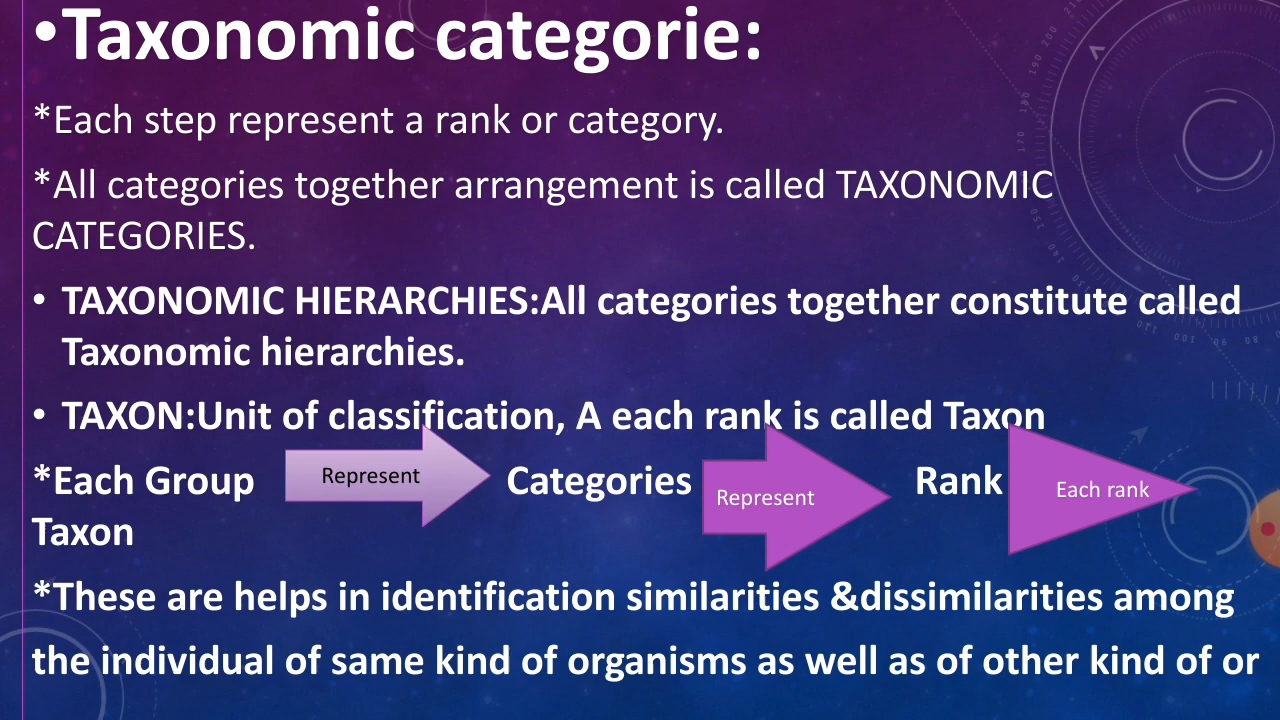 •Taxonomic categorie:
*Each step represent a rank or category.
*All categories together arrangement is called TAXONOMIC
CATEGORIES.
• TAXONOMIC HIERARCHIES:All categories together constitute called
Taxonomic hierarchies.
• TAXON:Unit of classification, A each rank is called Taxon
*Each Group Represent Categories Represent Rank Each rank
Taxon
*These are helps in identification similarities &dissimilarities among
the individual of same kind of organisms as well as of other kind of or